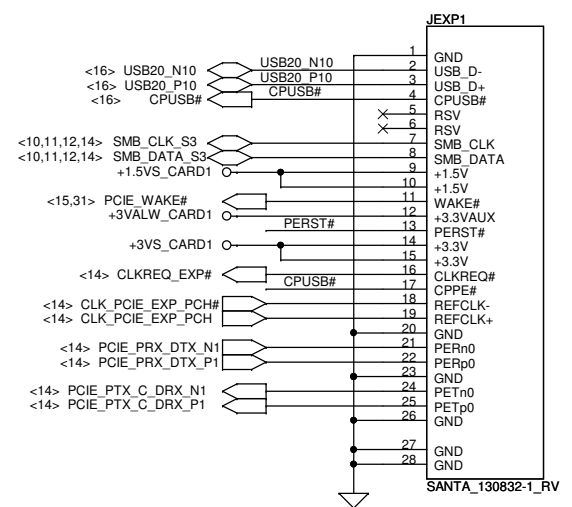 JEXP1
1 GND
<16> USB20_N10 USB20_N10 2 USB_D-
<16> USB20_P10 USB20_P10 3 USB_D+
<16> CPUSB# CPUSB# 4 CPUSB#
5 RSV
6 RSV
<10,11,12,14> SMB_CLK_S3 7 SMB_CLK
<10,11,12,14> SMB_DATA_S3 8 SMB_DATA
+1.5VS_CARD1 9 +1.5V
10 +1.5V
<15,31> PCIE_WAKE# 11 WAKE#
+3VALW_CARD1 12 +3.3VAUX
PERST# 13 PERST#
+3VS_CARD1 14 +3.3V
15 +3.3V
<14> CLKREQ_EXP# 16 CLKREQ#
CPUSB# 17 CPPE#
<14> CLK_PCIE_EXP_PCH# 18 REFCLK-
<14> CLK_PCIE_EXP_PCH 19 REFCLK+
20 GND
<14> PCIE_PRX_DTX_N1 21 PERn0
<14> PCIE_PRX_DTX_P1 22 PERp0
23 GND
<14> PCIE_PTX_C_DRX_N1 24 PETn0
<14> PCIE_PTX_C_DRX_P1 25 PETp0
26 GND
27 GND
28 GND
SANTA_130832-1_RV